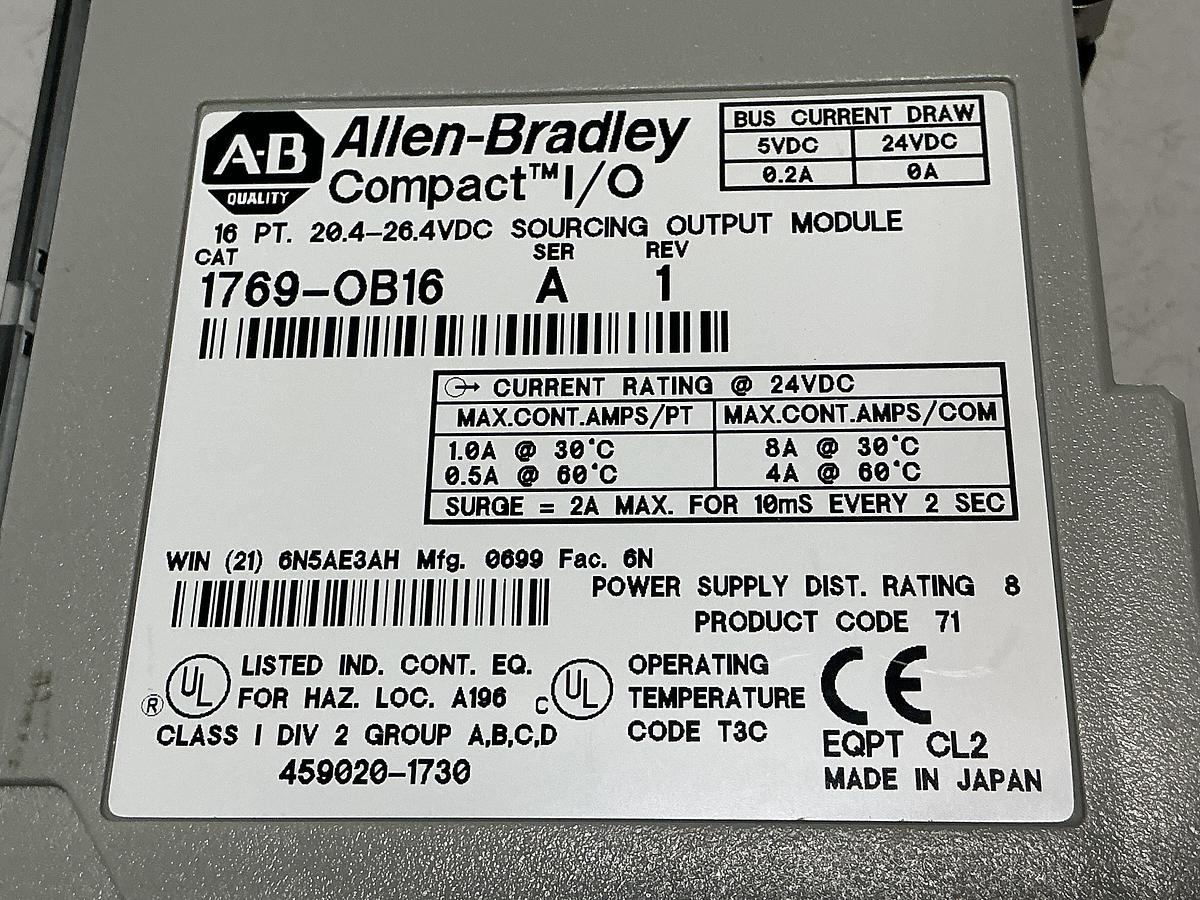 A-B
QUALITY
Allen-Bradley
Compact™ I/O
BUS CURRENT DRAW
5VDC 24VDC
0.2A 0A
16 PT. 20.4-26.4VDC SOURCING OUTPUT MODULE
CAT SER REV
1769-OB16 A 1
CURRENT RATING @ 24VDC
MAX.CONT.AMPS/PT MAX.CONT.AMPS/COM
1.0A @ 30°C 8A @ 30°C
0.5A @ 60°C 4A @ 60°C
SURGE = 2A MAX. FOR 10mS EVERY 2 SEC
WIN (21) 6N5AE3AH Mfg. 0699 Fac. 6N
POWER SUPPLY DIST. RATING 8
PRODUCT CODE 71
UL ® LISTED IND. CONT. EQ.
FOR HAZ. LOC. A196
CLASS I DIV 2 GROUP A,B,C,D
459020-1730
C UL
OPERATING
TEMPERATURE
CODE T3C
CE
EQPT CL2
MADE IN JAPAN